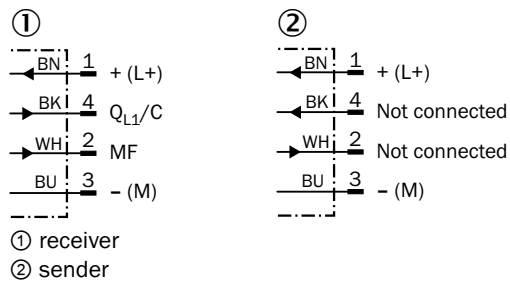 ① ②
BN 1 + (L+)
BK 4 QL1/C
WH 2 MF
BU 3 – (M)
BN 1 + (L+)
BK 4 Not connected
WH 2 Not connected
BU 3 – (M)
① receiver
② sender